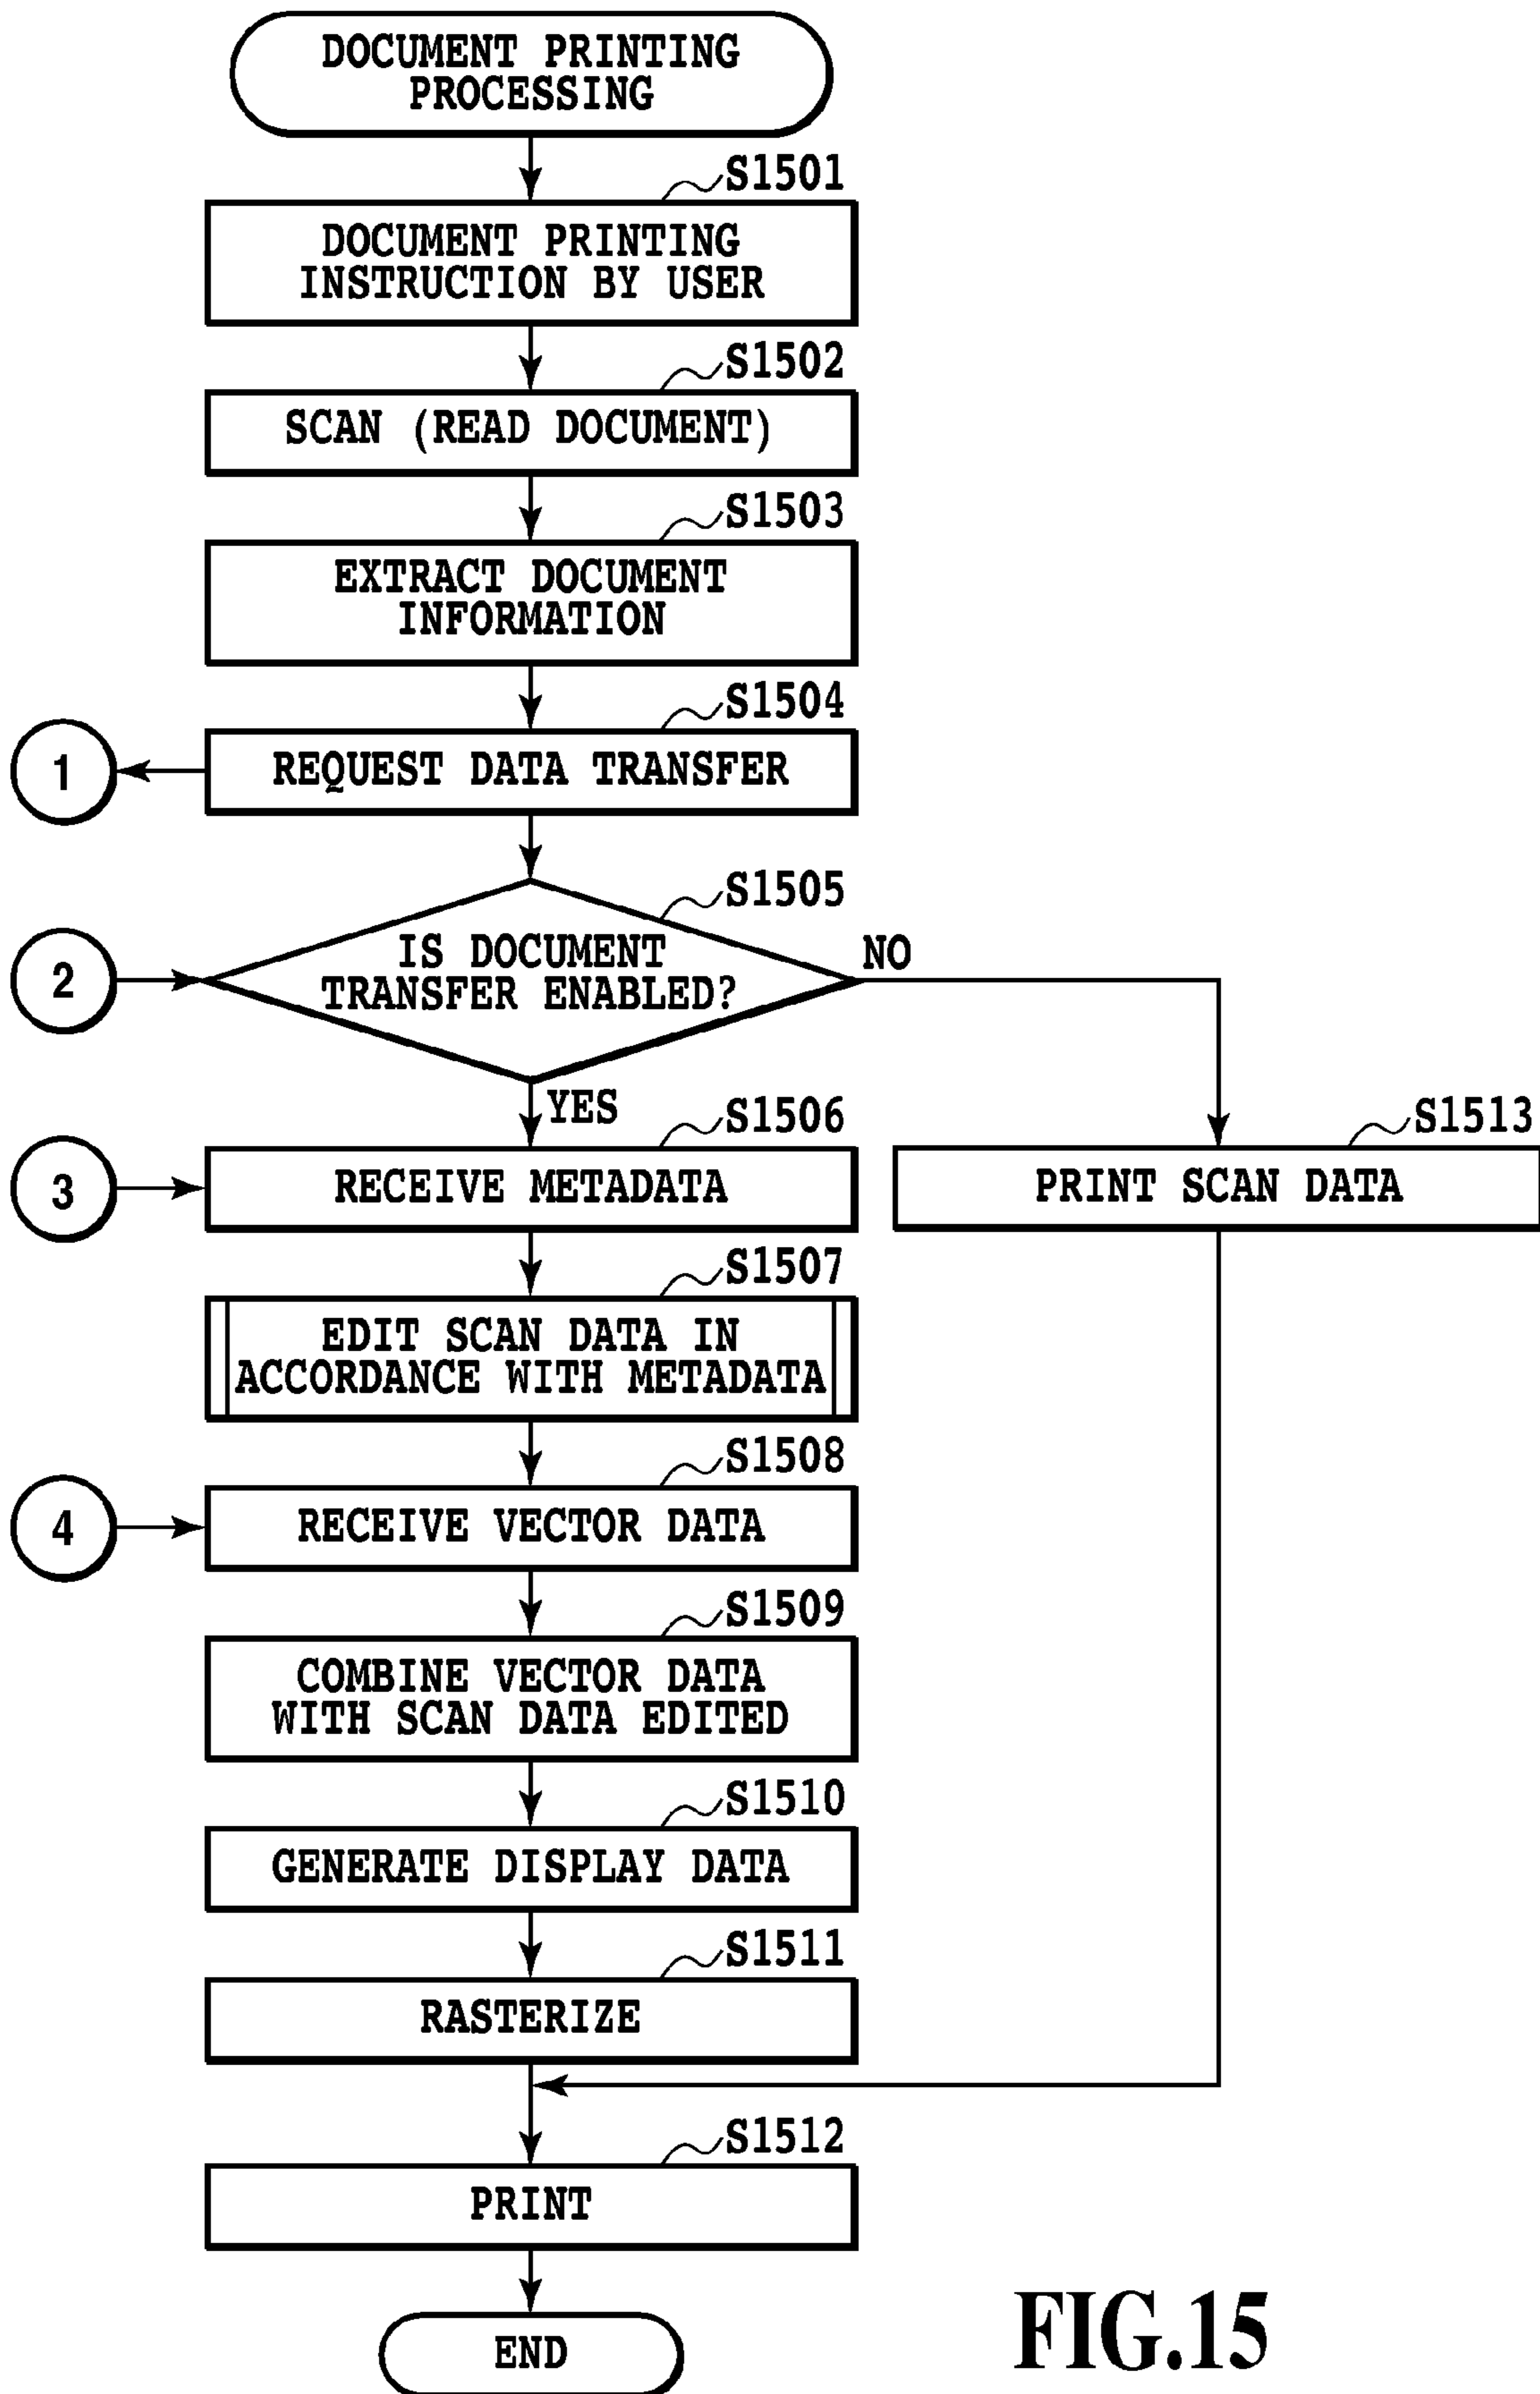 DOCUMENT PRINTING
PROCESSING
S1501
DOCUMENT PRINTING
INSTRUCTION BY USER
S1502
SCAN (READ DOCUMENT)
S1503
EXTRACT DOCUMENT
INFORMATION
S1504
1
REQUEST DATA TRANSFER
S1505
2
IS DOCUMENT
TRANSFER ENABLED?
NO
YES
S1506
3
RECEIVE METADATA
S1513
PRINT SCAN DATA
S1507
EDIT SCAN DATA IN
ACCORDANCE WITH METADATA
S1508
4
RECEIVE VECTOR DATA
S1509
COMBINE VECTOR DATA
WITH SCAN DATA EDITED
S1510
GENERATE DISPLAY DATA
S1511
RASTERIZE
S1512
PRINT
END
FIG.15